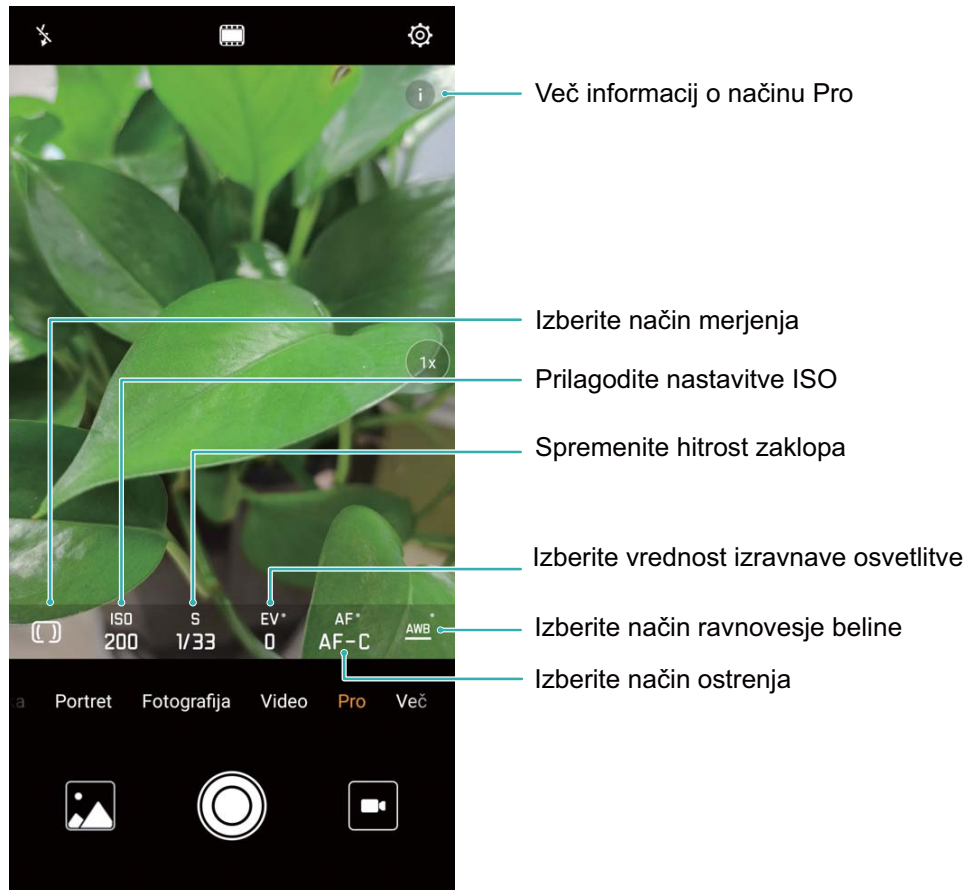 i
Več informacij o načinu Pro
Izberite način merjenja
1x
Prilagodite nastavitve ISO
Spremenite hitrost zaklopa
Izberite vrednost izravnave osvetlitve
ISO S EV AF
200 1/33 0 AF-C AWB
Izberite način ravnovesje beline
Izberite način ostrenja
a Portret Fotografija Video Pro Več